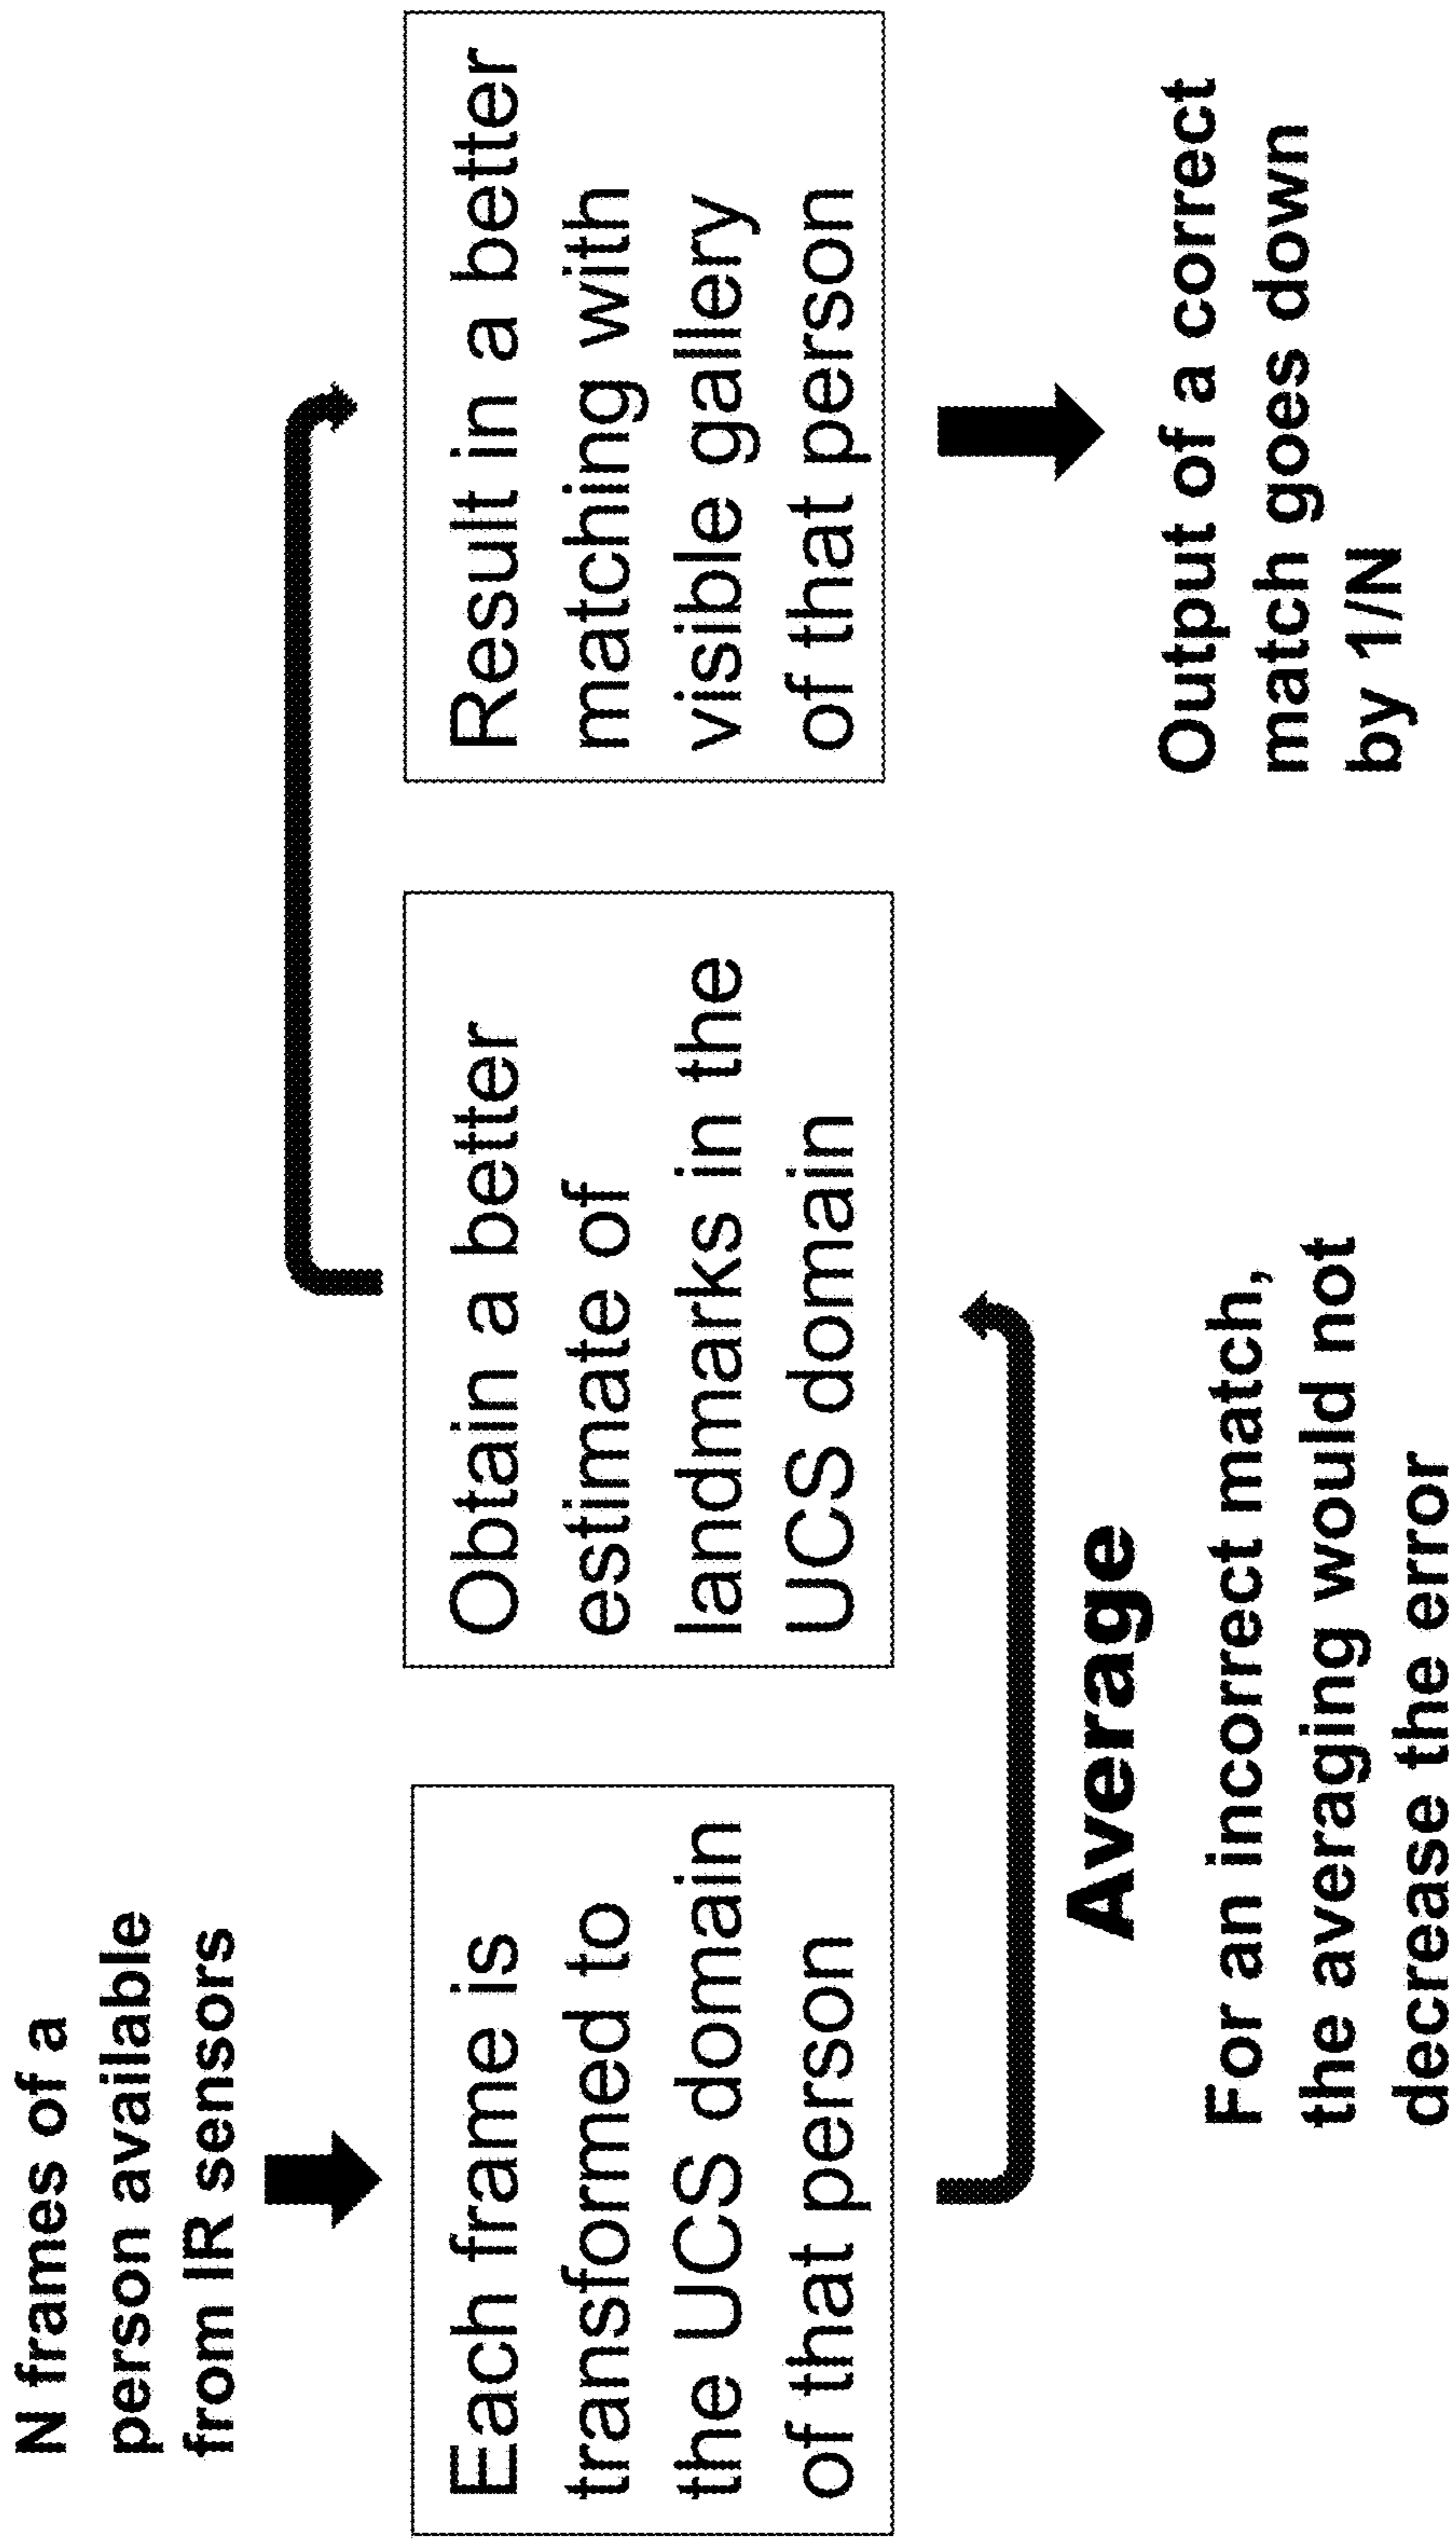 N frames of a
person available
from IR sensors
Each frame is
transformed to
the UCS domain
of that person
Average
For an incorrect match,
the averaging would not
decrease the error
Obtain a better
estimate of
landmarks in the
UCS domain
Result in a better
matching with
visible gallery
of that person
Output of a correct
match goes down
by 1/N